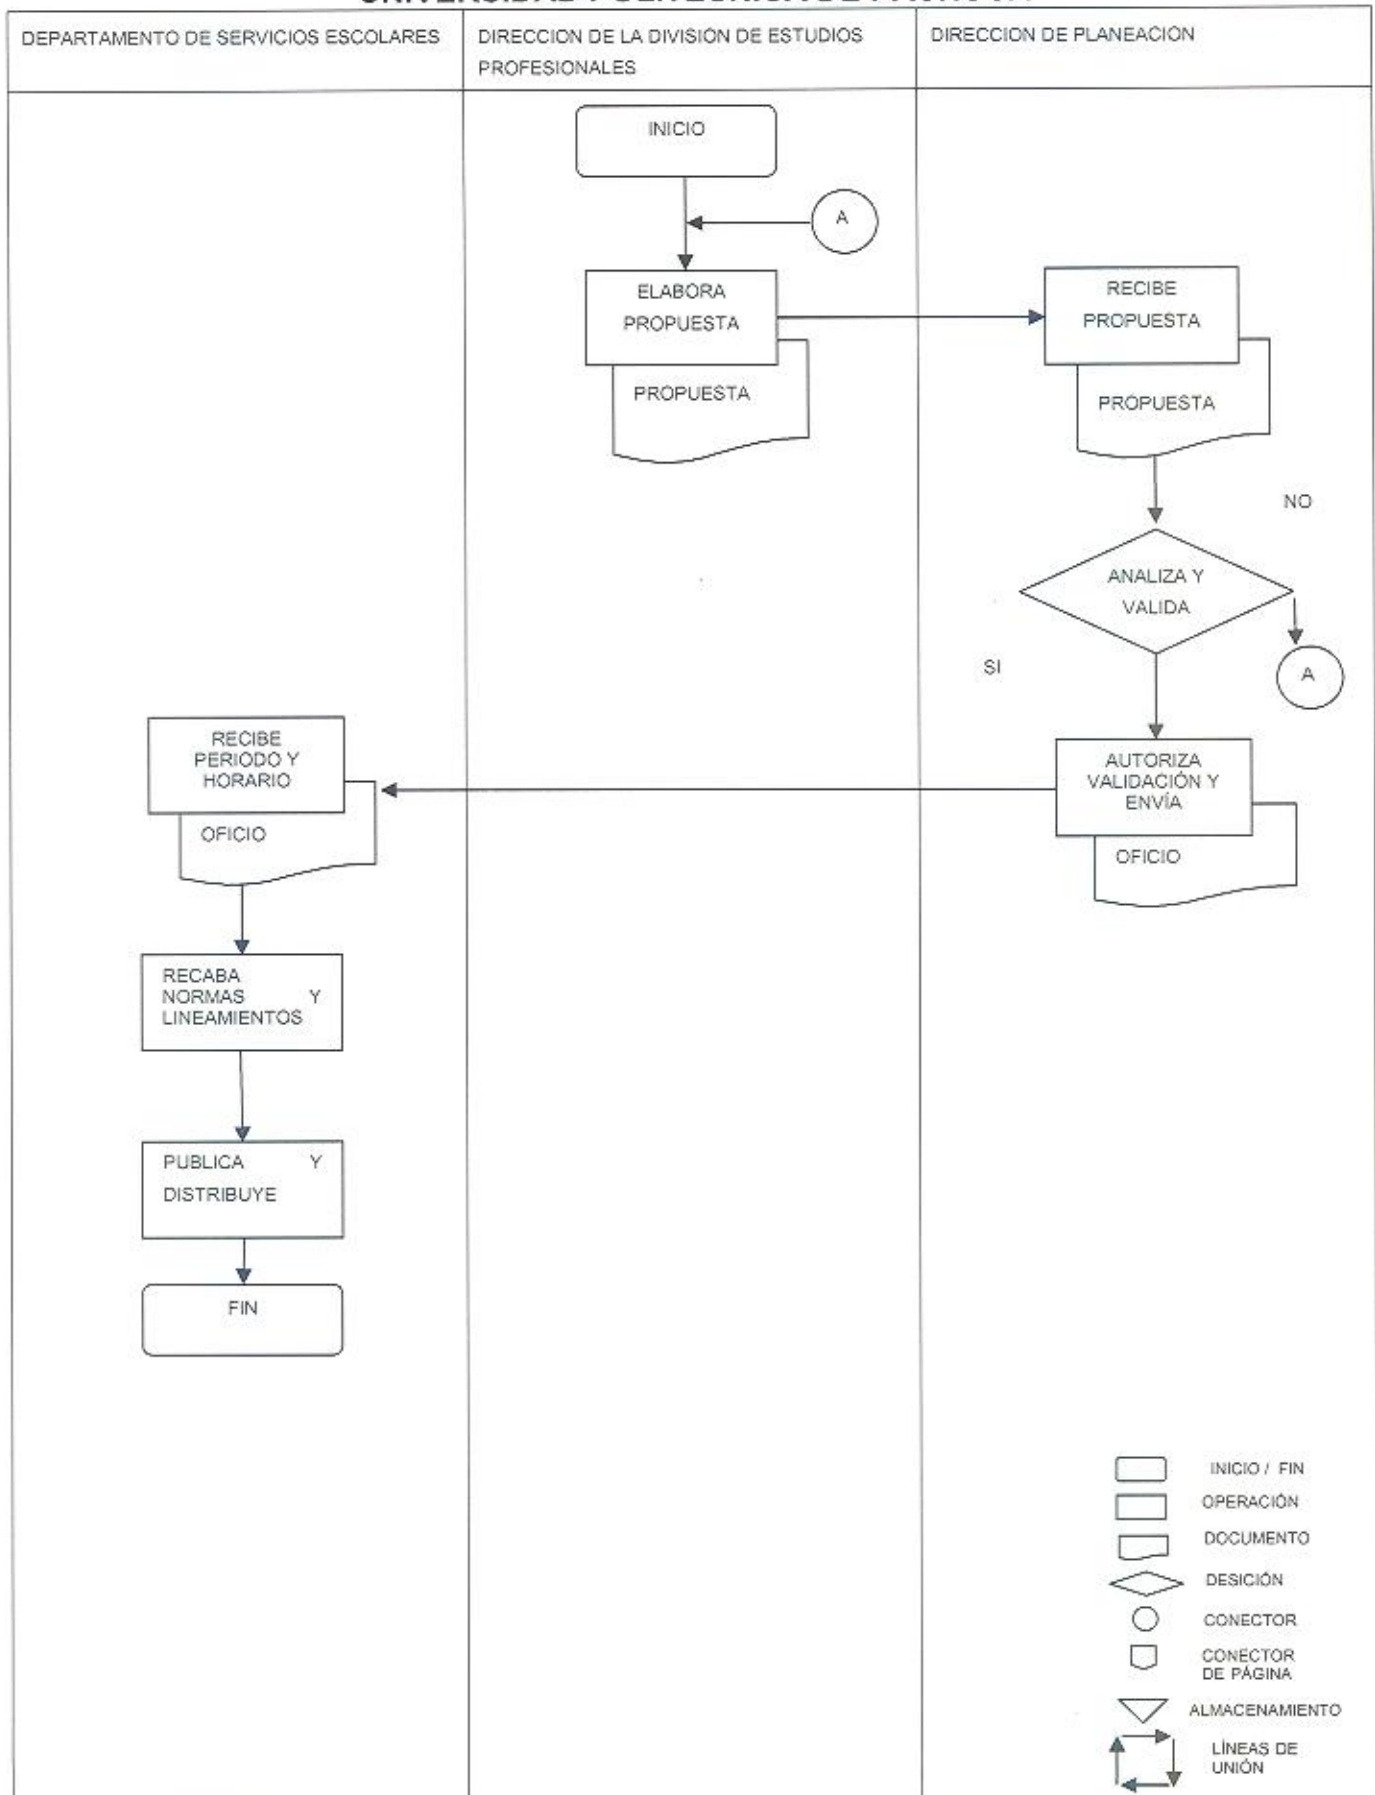 DEPARTAMENTO DE SERVICIOS ESCOLARES
DIRECCION DE LA DIVISIÓN DE ESTUDIOS
PROFESIONALES
DIRECCION DE PLANEACIÓN
INICIO
A
ELABORA
PROPUESTA
PROPUESTA
RECIBE
PROPUESTA
PROPUESTA
NO
ANALIZA Y
VALIDA
SI
A
RECIBE
PERIODO Y
HORARIO
OFICIO
AUTORIZA
VALIDACIÓN Y
ENVÍA
OFICIO
RECABA
NORMAS Y
LINEAMIENTOS
PUBLICA Y
DISTRIBUYE
FIN
INICIO / FIN
OPERACIÓN
DOCUMENTO
DESICIÓN
CONECTOR
CONECTOR
DE PÁGINA
ALMACENAMIENTO
LÍNEAS DE
UNIÓN